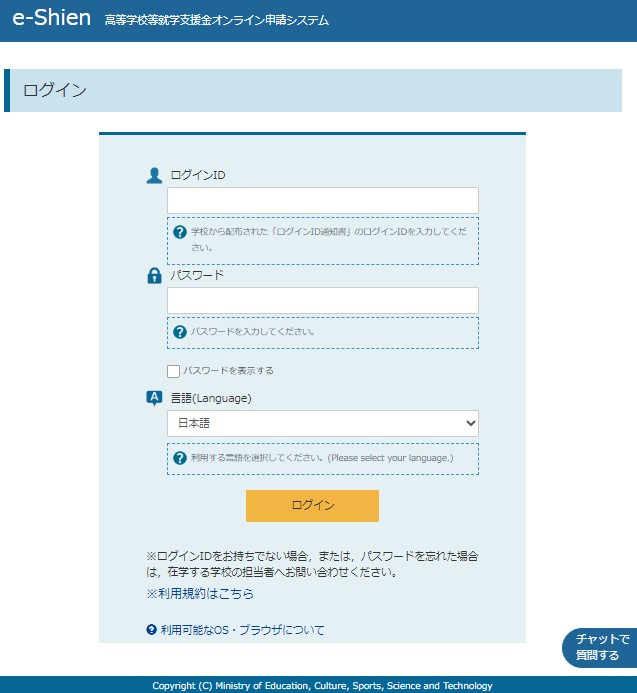 e-Shien 高等学校等就学支援金オンライン申請システム
ログイン
ログインID
学校から配布された「ログインID通知書」のログインIDを入力してくだ
さい。
パスワード
パスワードを入力してください。
パスワードを表示する
言語(Language)
日本語
利用する言語を選択してください。(Please select your language.)
ログイン
※ログインIDをお持ちでない場合，または，パスワードを忘れた場合
は，在学する学校の担当者へお問い合わせください。
※利用規約はこちら
利用可能なOS・ブラウザについて
チャットで
質問する
Copyright (C) Ministry of Education, Culture, Sports, Science and Technology